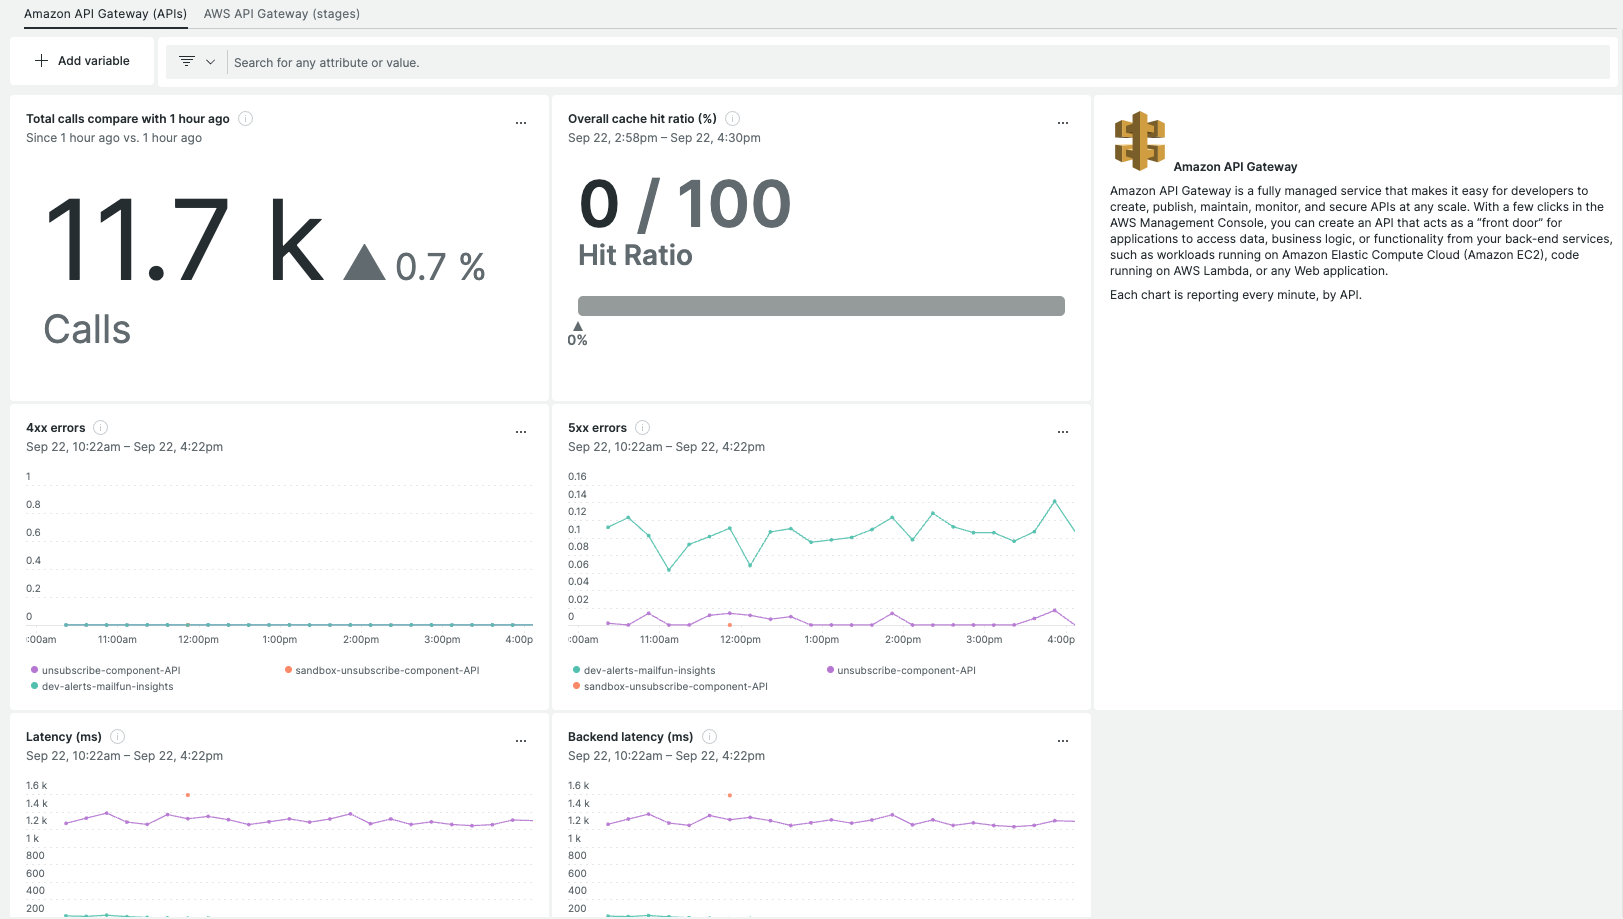 Amazon API Gateway (APIs)
AWS API Gateway (stages)
Add variable
Search for any attribute or value.
Total calls compare with 1 hour ago
Since 1 hour ago vs. 1 hour ago
11.7 k
0.7 %
Calls
Overall cache hit ratio (%)
Sep 22, 2:58pm – Sep 22, 4:30pm
0 / 100
Hit Ratio
0%
Amazon API Gateway
Amazon API Gateway is a fully managed service that makes it easy for developers to
create, publish, maintain, monitor, and secure APIs at any scale. With a few clicks in the
AWS Management Console, you can create an API that acts as a “front door” for
applications to access data, business logic, or functionality from your back-end services,
such as workloads running on Amazon Elastic Compute Cloud (Amazon EC2), code
running on AWS Lambda, or any Web application.
Each chart is reporting every minute, by API.
4xx errors
Sep 22, 10:22am – Sep 22, 4:22pm
1
0.8
0.6
0.4
0.2
0
:00am
11:00am
12:00pm
1:00pm
2:00pm
3:00pm
4:00p
unsubscribe-component-API
sandbox-unsubscribe-component-API
dev-alerts-mailfun-insights
5xx errors
Sep 22, 10:22am – Sep 22, 4:22pm
0.16
0.14
0.12
0.1
0.08
0.06
0.04
0.02
0
:00am
11:00am
12:00pm
1:00pm
2:00pm
3:00pm
4:00p
dev-alerts-mailfun-insights
unsubscribe-component-API
sandbox-unsubscribe-component-API
Latency (ms)
Sep 22, 10:22am – Sep 22, 4:22pm
1.6 k
1.4 k
1.2 k
1 k
800
600
400
200
Backend latency (ms)
Sep 22, 10:22am – Sep 22, 4:22pm
1.6 k
1.4 k
1.2 k
1 k
800
600
400
200